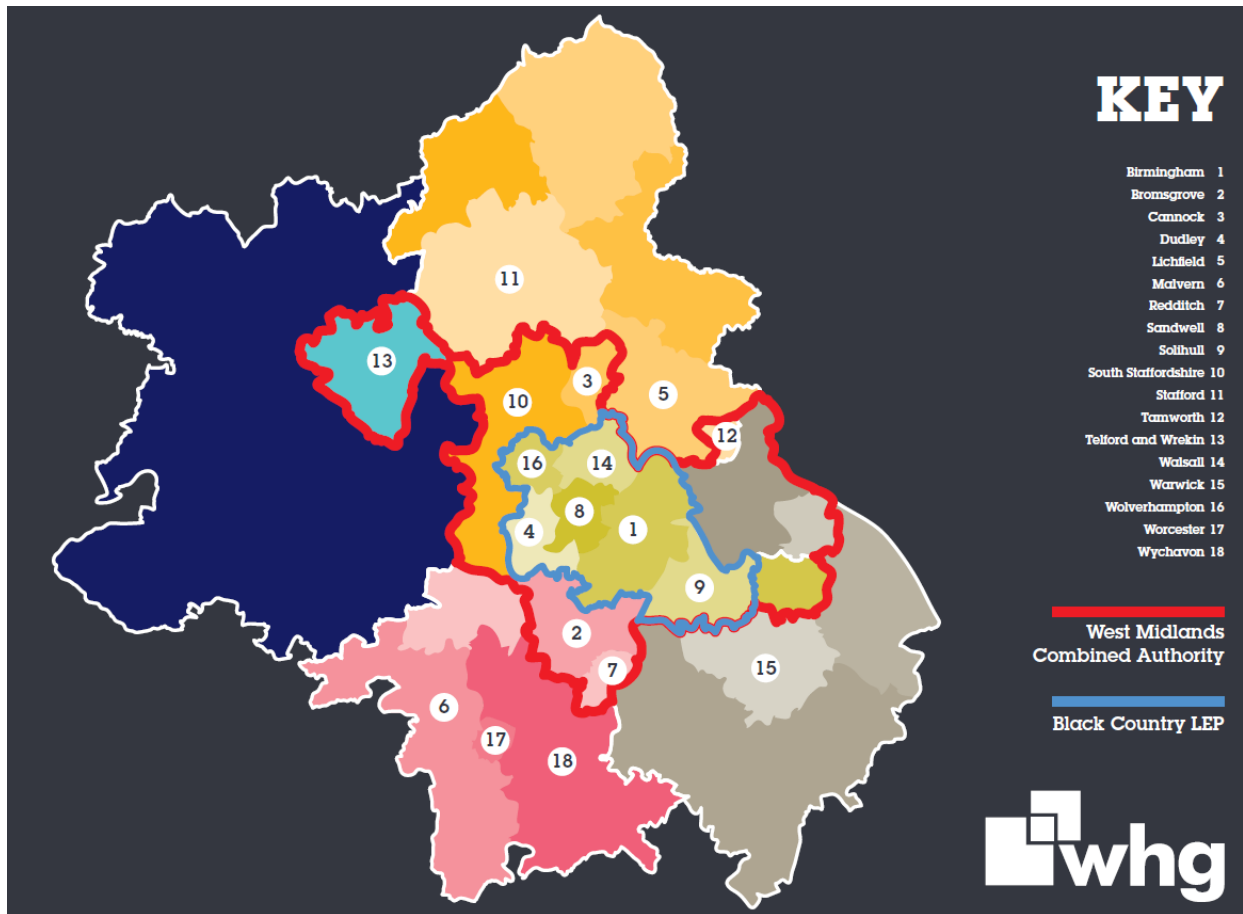 KEY
Birmingham 1
Bromsgrove 2
Cannock 3
Dudley 4
Lichfield 5
Malvern 6
Redditch 7
Sandwell 8
Solihull 9
South Staffordshire 10
Stafford 11
Tamworth 12
Telford and Wrekin 13
Walsall 14
Warwick 15
Wolverhampton 16
Worcester 17
Wychavon 18
West Midlands
Combined Authority
Black Country LEP
whg
11
13
3
10
5
12
16
14
8
4
1
9
2
7
15
6
17
18